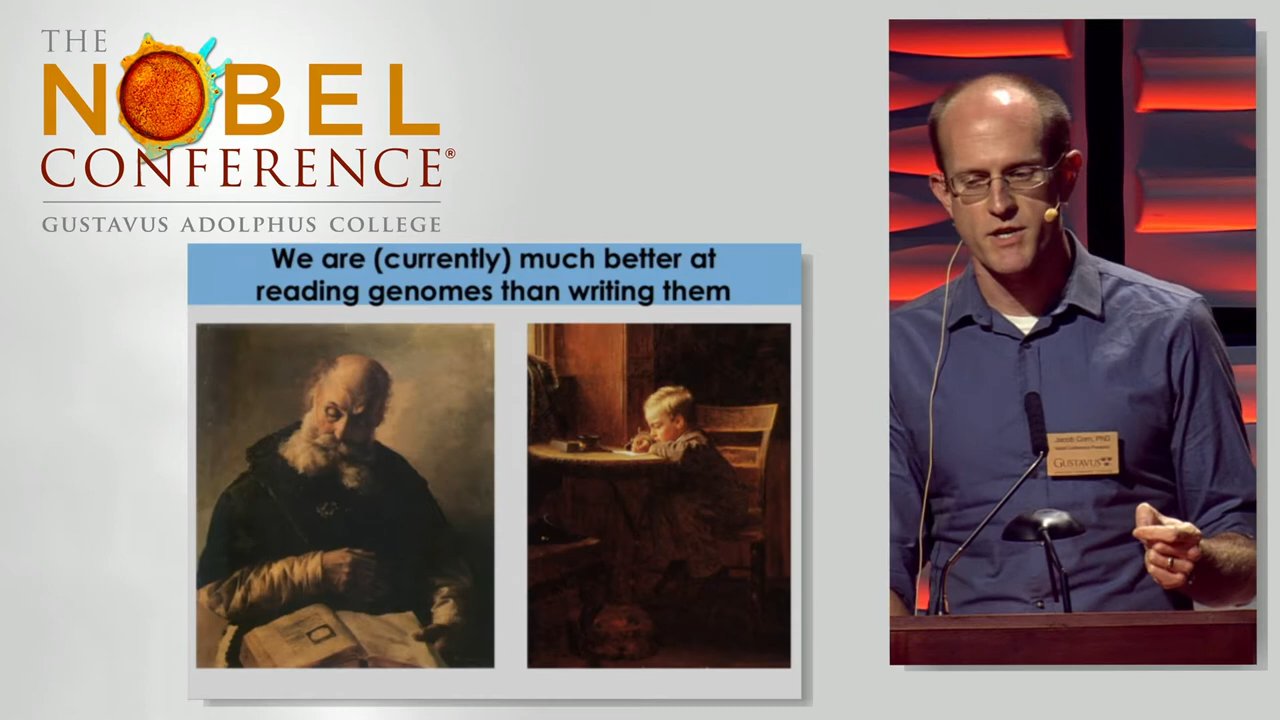 THE
NOBEL
CONFERENCE®
GUSTAVUS ADOLPHUS COLLEGE
We are (currently) much better at
reading genomes than writing them
Jacob Corn, PhD
GUSTAVUS